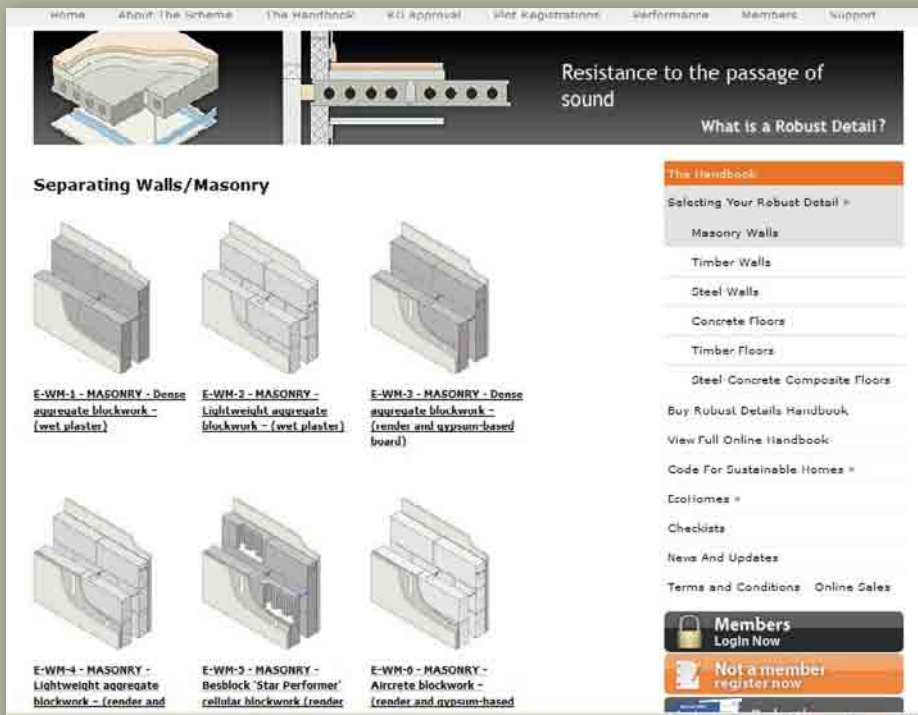 Home About The Scheme The Handbook RD Approval Plot Registrations Performance Members Support
Resistance to the passage of
sound
What is a Robust Detail?
Separating Walls/Masonry
E-WM-1 - MASONRY - Dense
aggregate blockwork –
(wet plaster)
E-WM-2 - MASONRY -
Lightweight aggregate
blockwork – (wet plaster)
E-WM-3 - MASONRY - Dense
aggregate blockwork –
(render and gypsum-based
board)
E-WM-4 - MASONRY -
Lightweight aggregate
blockwork – (render and
E-WM-5 - MASONRY -
Besblock 'Star Performer'
cellular blockwork (render
E-WM-6 - MASONRY -
Aircrete blockwork –
(render and gypsum-based
The Handbook
Selecting Your Robust Detail »
Masonry Walls
Timber Walls
Steel Walls
Concrete Floors
Timber Floors
Steel-Concrete Composite Floors
Buy Robust Details Handbook
View Full Online Handbook
Code For Sustainable Homes »
EcoHomes »
Checkists
News And Updates
Terms and Conditions Online Sales
Members
Login Now
Not a member
register now